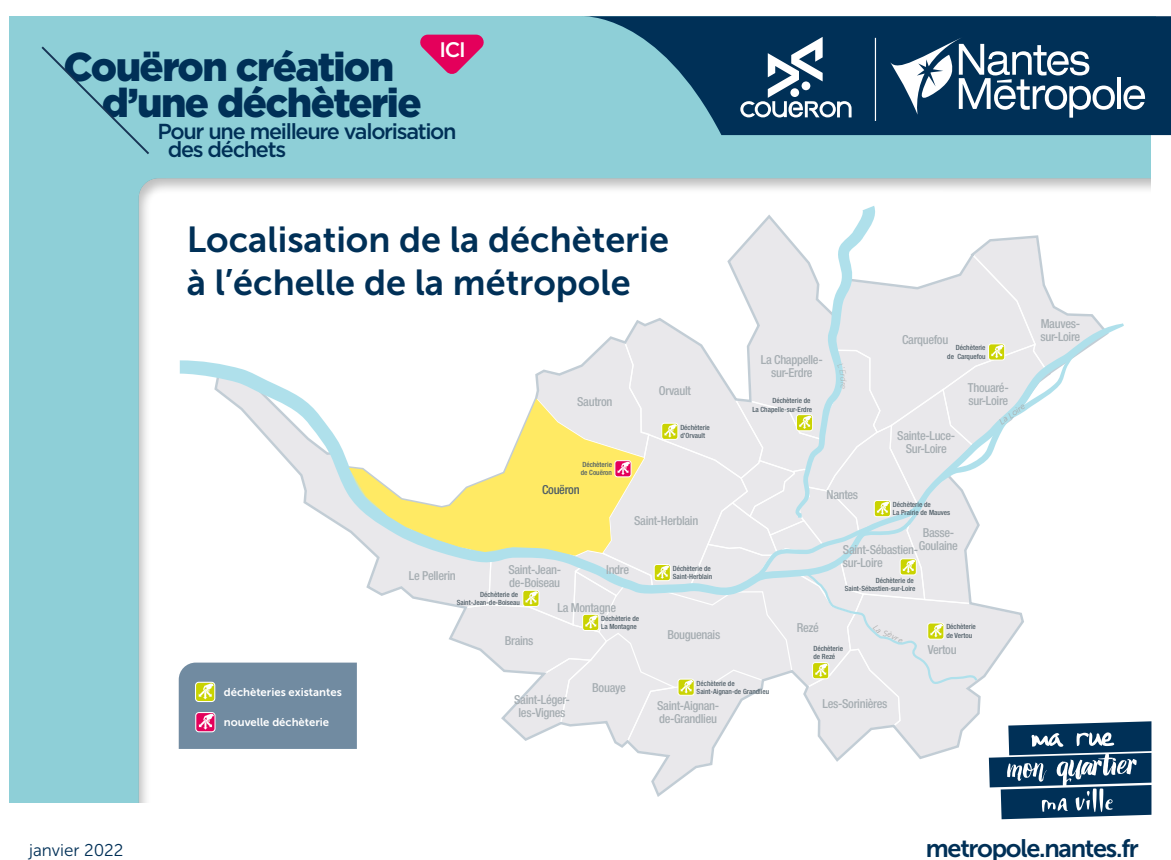 ICI
Couëron création
d'une déchèterie
Pour une meilleure valorisation
des déchets
couëron
Nantes
Métropole
Localisation de la déchèterie
à l'échelle de la métropole
Mauves-
sur-Loire
Carquefou
Déchèterie
de Carquefou
La Chappelle-
sur-Erdre
L'Erdre
Thouaré-
sur-Loire
La Loire
Orvault
Sautron
Déchèterie de
La Chapelle-sur-Erdre
Déchèterie
d'Orvault
Sainte-Luce-
Sur-Loire
Déchèterie
de Couëron
Couëron
Nantes
Déchèterie de
La Prairie de Mauves
Saint-Herblain
Basse-
Goulaine
Saint-Sébastien-
sur-Loire
Déchèterie de
Saint-Sébastien-sur-Loire
Le Pellerin
Saint-Jean-
de-Boiseau
Indre
Déchèterie de
Saint-Herblain
Déchèterie de
Saint-Jean-de-Boiseau
La Montagne
Déchèterie de
La Montagne
Brains
Bouguenais
Rezé
La Sèvre
Déchèterie
de Vertou
Vertou
Déchèterie
de Rezé
Bouaye
Déchèterie de
Saint-Aignan de Grandlieu
Saint-Léger-
les-Vignes
Saint-Aignan-
de-Grandlieu
Les-Sorinières
déchèteries existantes
nouvelle déchèterie
ma rue
mon quartier
ma ville
janvier 2022
metropole.nantes.fr